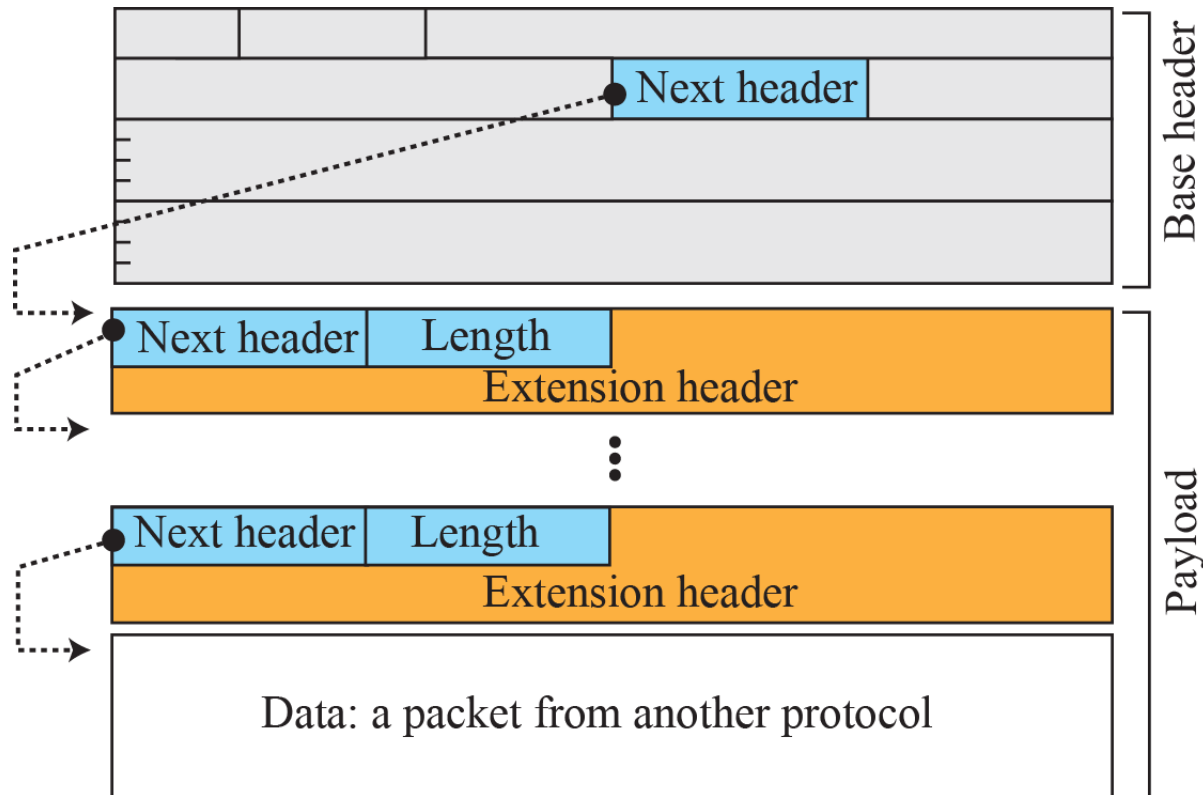 Next header
Base header
Next header
Length
Extension header
Next header
Length
Extension header
Payload
Data: a packet from another protocol